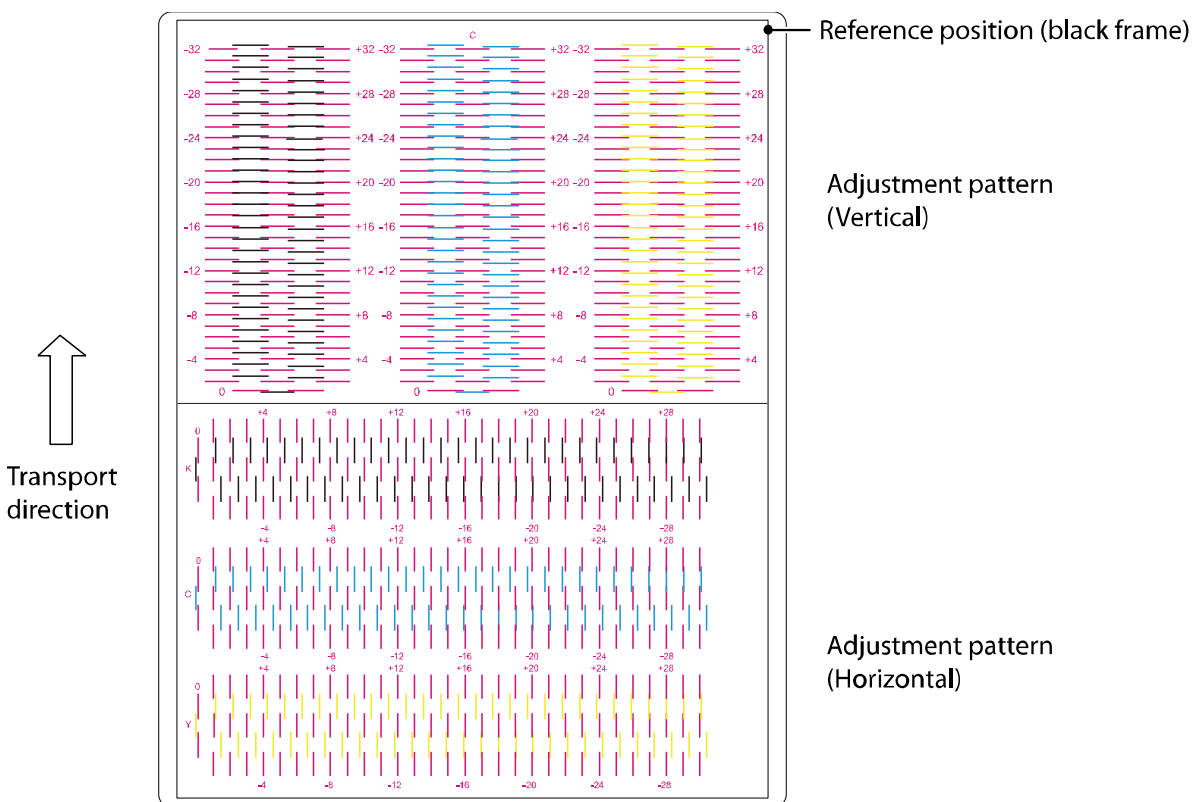 C
Reference position (black frame)
-32 +32 -32 +32 -32 +32
-28 +28 -28 +28 -28 +28
-24 +24 -24 +24 -24 +24
-20 +20 -20 +20 -20 +20
-16 +16 -16 +16 -16 +16
-12 +12 -12 +12 -12 +12
-8 +8 -8 +8 -8 +8
-4 +4 -4 +4 -4 +4
0 0 0
Adjustment pattern
(Vertical)
Transport
direction
+4 +8 +12 +16 +20 +24 +28
0
K
-4 -8 -12 -16 -20 -24 -28
+4 +8 +12 +16 +20 +24 +28
0
C
-4 -8 -12 -16 -20 -24 -28
+4 +8 +12 +16 +20 +24 +28
0
Y
-4 -8 -12 -16 -20 -24 -28
Adjustment pattern
(Horizontal)